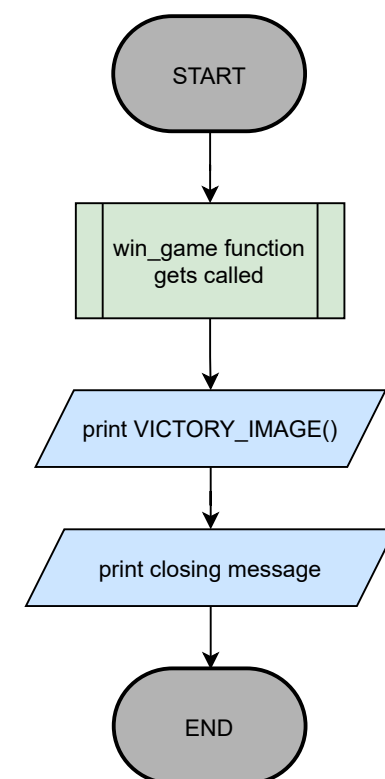 START
win_game function
gets called
print VICTORY_IMAGE()
print closing message
END